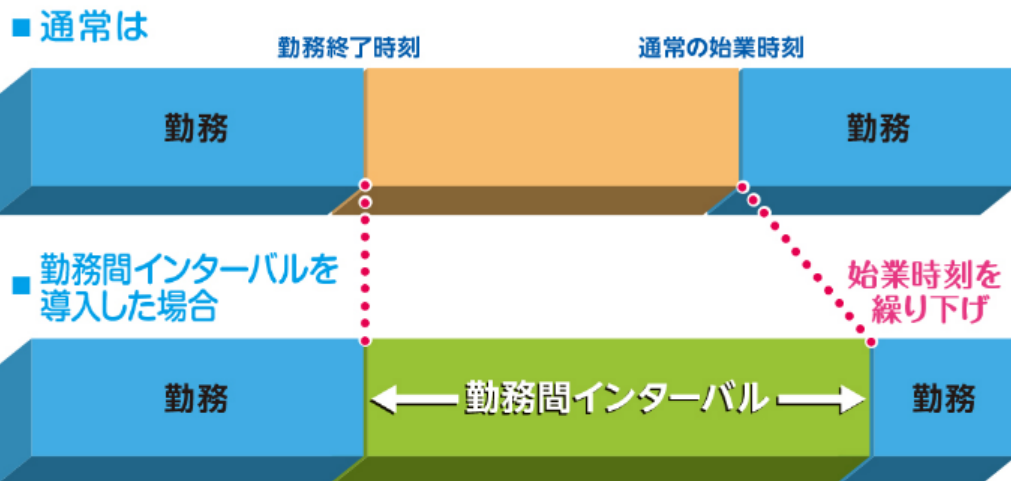 ■ 通常は
勤務終了時刻
通常の始業時刻
勤務
勤務
■ 勤務間インターバルを
導入した場合
始業時刻を
繰り下げ
勤務
勤務間インターバル
勤務